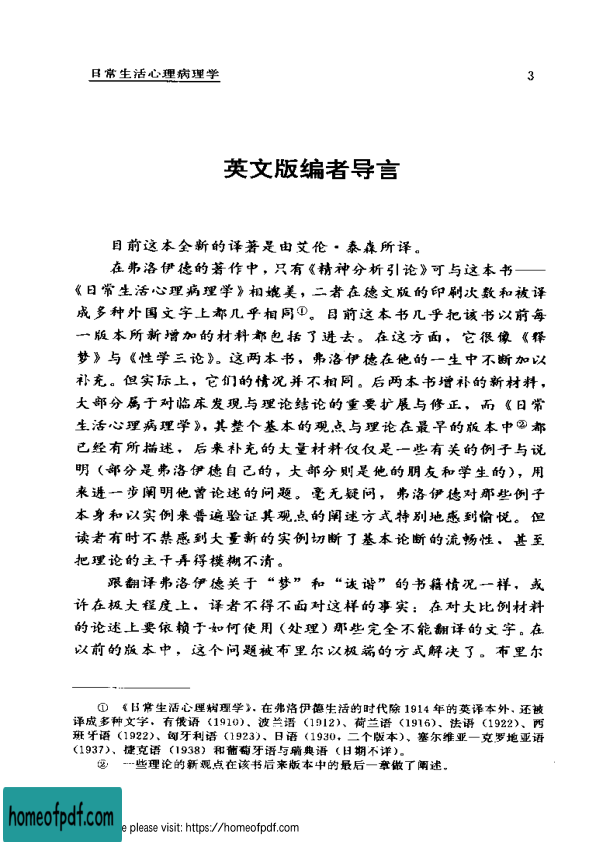 日常生活心理病理学 3
英文版编者导言
目前这本全新的译著是由艾伦·泰森所译。
在弗洛伊德的著作中，只有《精神分析引论》可与这本书——
《日常生活心理病理学》相媲美，二者在德文版的印刷次数和被译
成多种外国文字上都几乎相同①。目前这本书几乎把该书以前每
一版本所新增加的材料都包括了进去。在这方面，它很像《释
梦》与《性学三论》。这两本书，弗洛伊德在他的一生中不断加以
补充。但实际上，它们的情况并不相同。后两本书增补的新材料，
大部分属于对临床发现与理论结论的重要扩展与修正，而《日常
生活心理病理学》，其整个基本的观点与理论在最早的版本中②都
已经有所描述，后来补充的大量材料仅仅是一些有关的例子与说
明（部分是弗洛伊德自己的，大部分则是他的朋友和学生的），用
来进一步阐明他曾论述的问题。毫无疑问，弗洛伊德对那些例子
本身和以实例来普遍验证其观点的阐述方式特别地感到愉悦。但
读者有时不禁感到大量新的实例切断了基本论断的流畅性，甚至
把理论的主干弄得模糊不清。
跟翻译弗洛伊德关于“梦”和“诙谐”的书籍情况一样，或
许在极大程度上，译者不得不面对这样的事实：在对大比例材料
的论述上要依赖于如何使用（处理）那些完全不能翻译的文字。在
以前的版本中，这个问题被布里尔以极端的方式解决了。布里尔
① 《日常生活心理病理学》，在弗洛伊德生活的时代除1914年的英译本外，还被
译成多种文字，有俄语（1910）、波兰语（1912）、荷兰语（1916）、法语（1922）、西
班牙语（1922）、匈牙利语（1923）、日语（1930，二个版本）、塞尔维亚—克罗地亚语
（1937）、捷克语（1938）和葡萄牙语与瑞典语（日期不详）。
② 一些理论的新观点在该书后来版本中的最后一章做了阐述。
homeofpdf.com
e please visit: https://homeofpdf.com